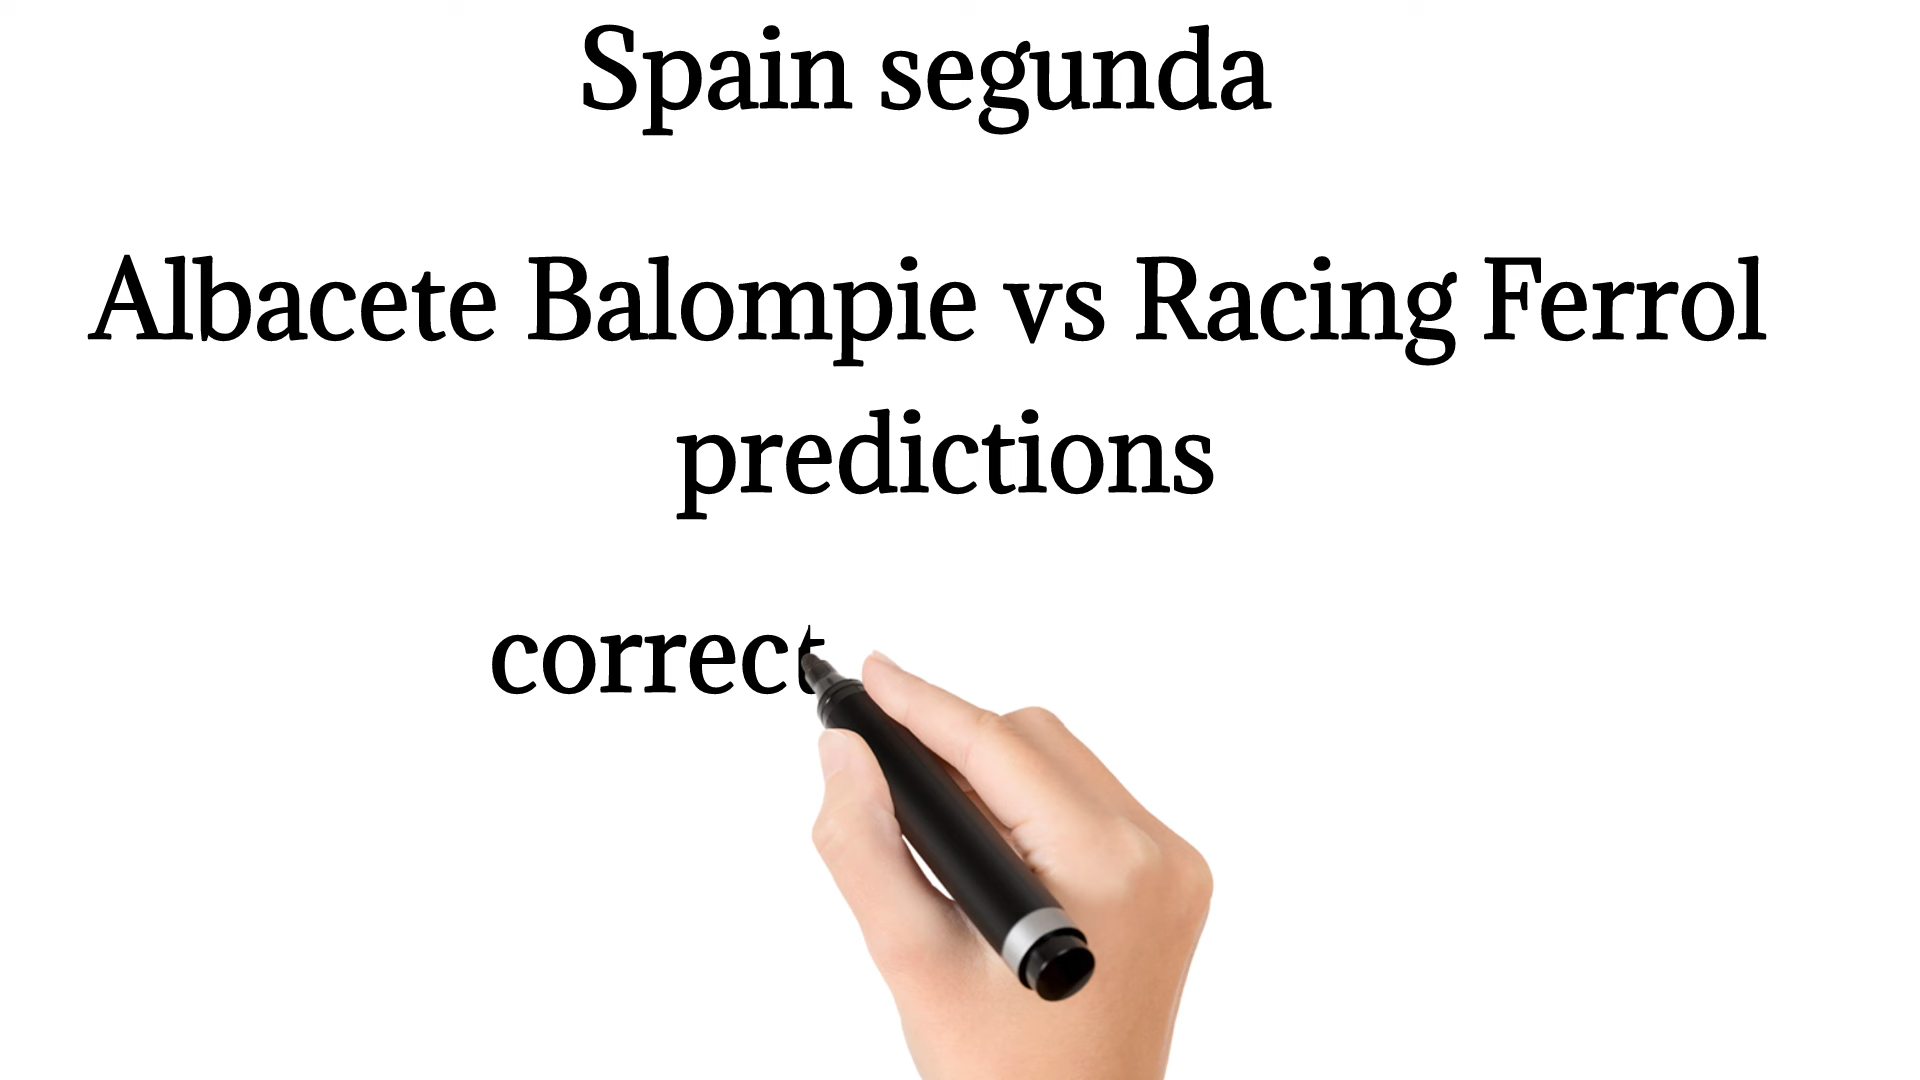 Spain segunda
Albacete Balompie vs Racing Ferrol
predictions
correct